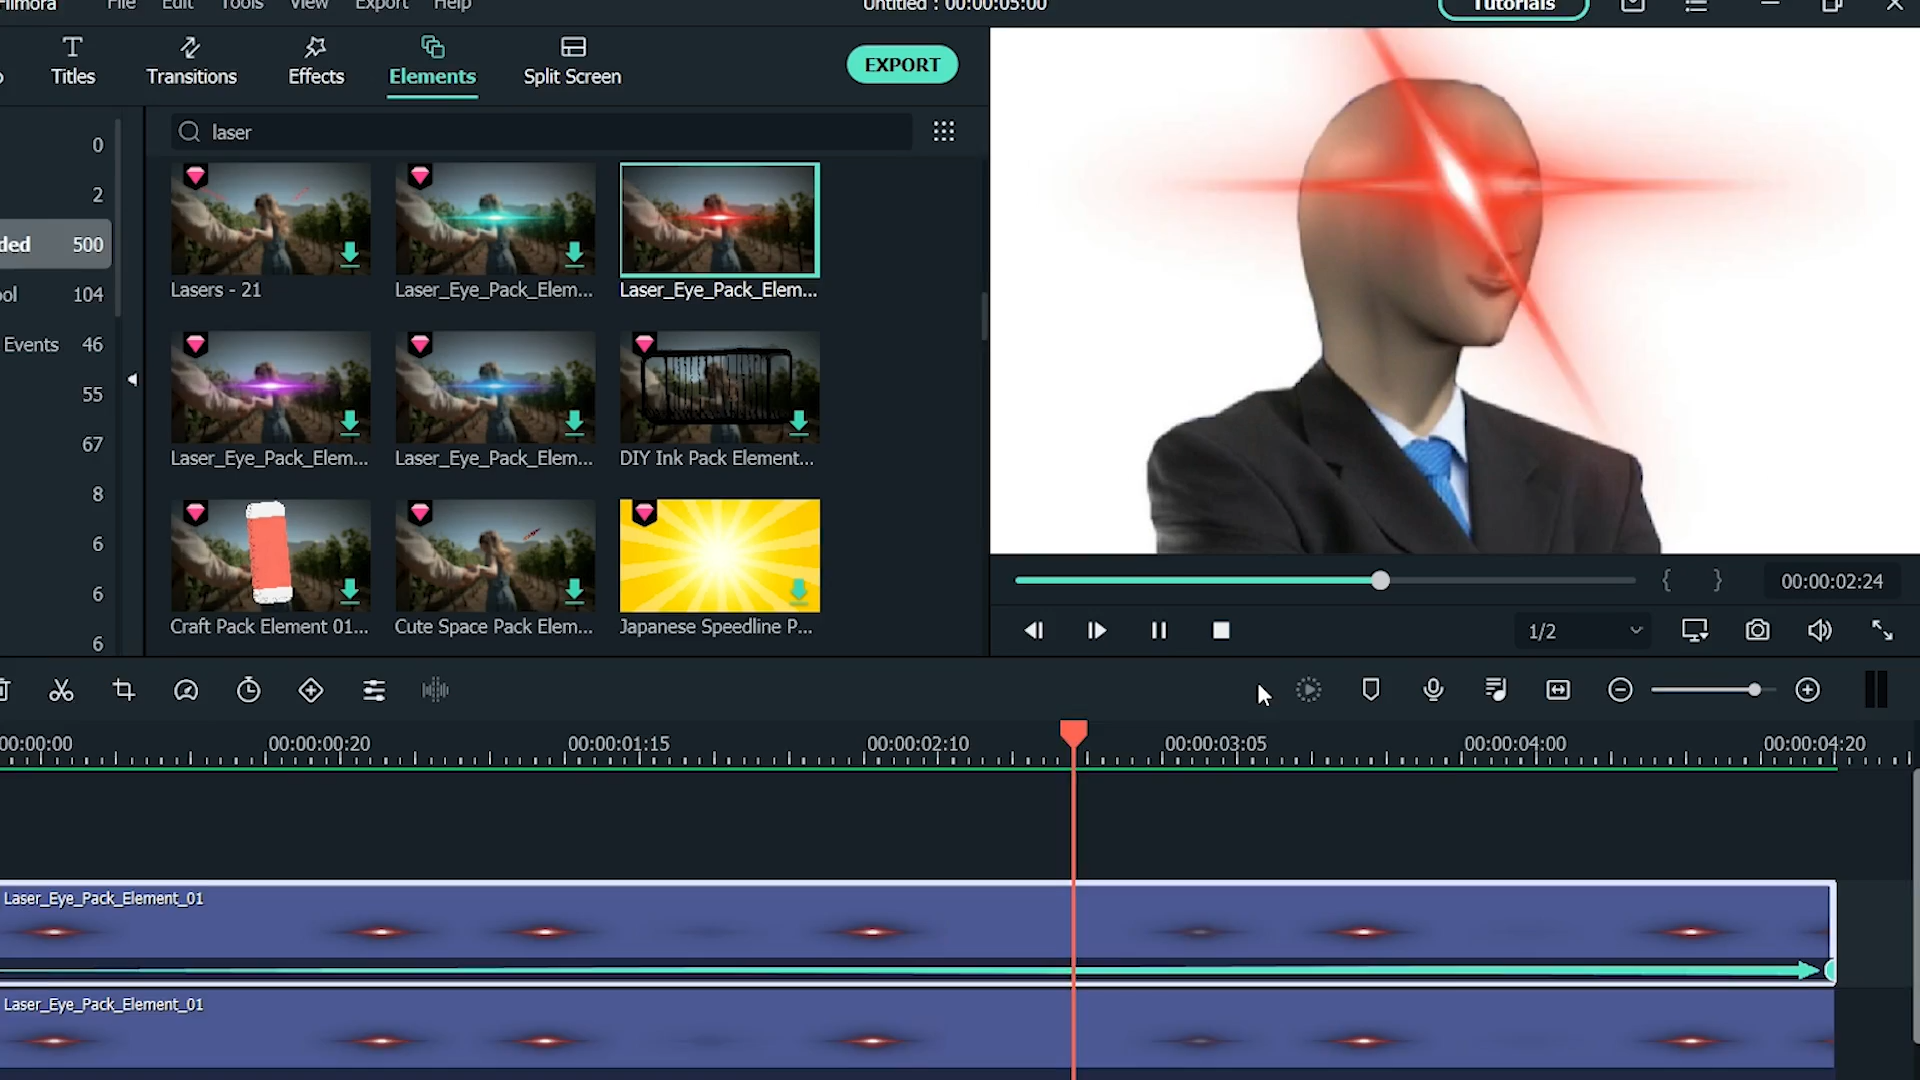 Filmora File Edit Tools View Export Help Untitled : 00:00:05:00 Tutorials
Titles Transitions Effects Elements Split Screen EXPORT
laser
0
2
ded 500
ool 104
Events 46
55
67
8
6
6
6
Lasers - 21 Laser_Eye_Pack_Elem... Laser_Eye_Pack_Elem...
Laser_Eye_Pack_Elem... Laser_Eye_Pack_Elem... DIY Ink Pack Element...
Craft Pack Element 01... Cute Space Pack Elem... Japanese Speedline P...
{ } 00:00:02:24
1/2
00:00:00 00:00:00:20 00:00:01:15 00:00:02:10 00:00:03:05 00:00:04:00 00:00:04:20
Laser_Eye_Pack_Element_01
Laser_Eye_Pack_Element_01